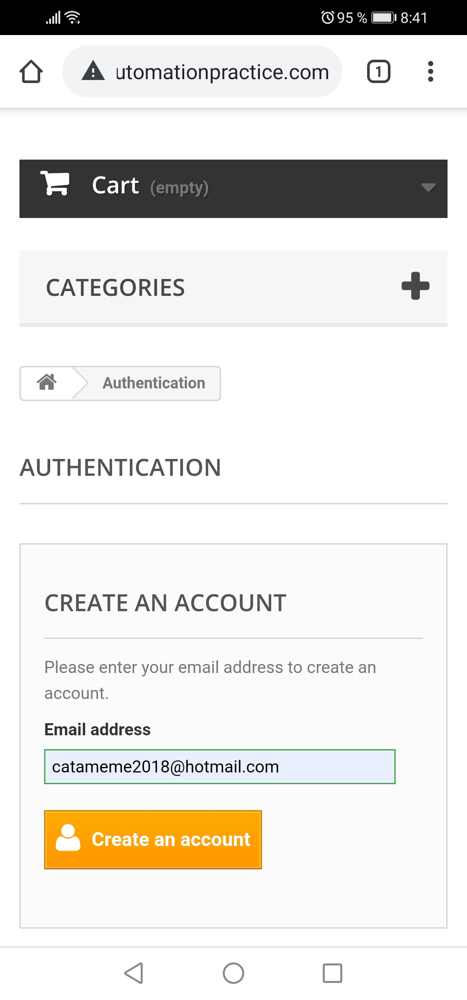 95 % 8:41
utomationpractice.com 1
Cart (empty)
CATEGORIES
Authentication
AUTHENTICATION
CREATE AN ACCOUNT
Please enter your email address to create an
account.
Email address
catameme2018@hotmail.com
Create an account